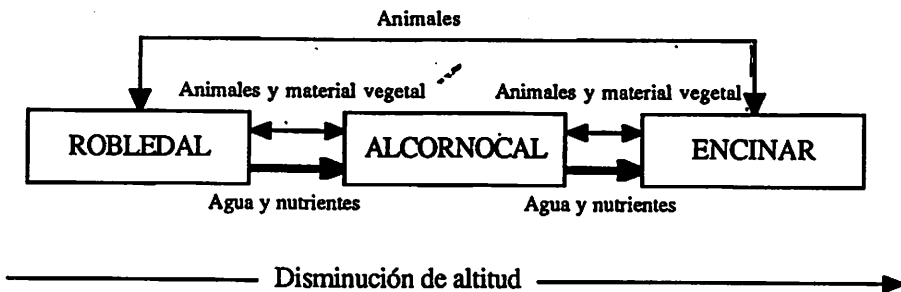 Animales
Animales y material vegetal
Animales y material vegetal
ROBLEDAL
ALCORNOCAL
ENCINAR
Agua y nutrientes
Agua y nutrientes
Disminución de altitud